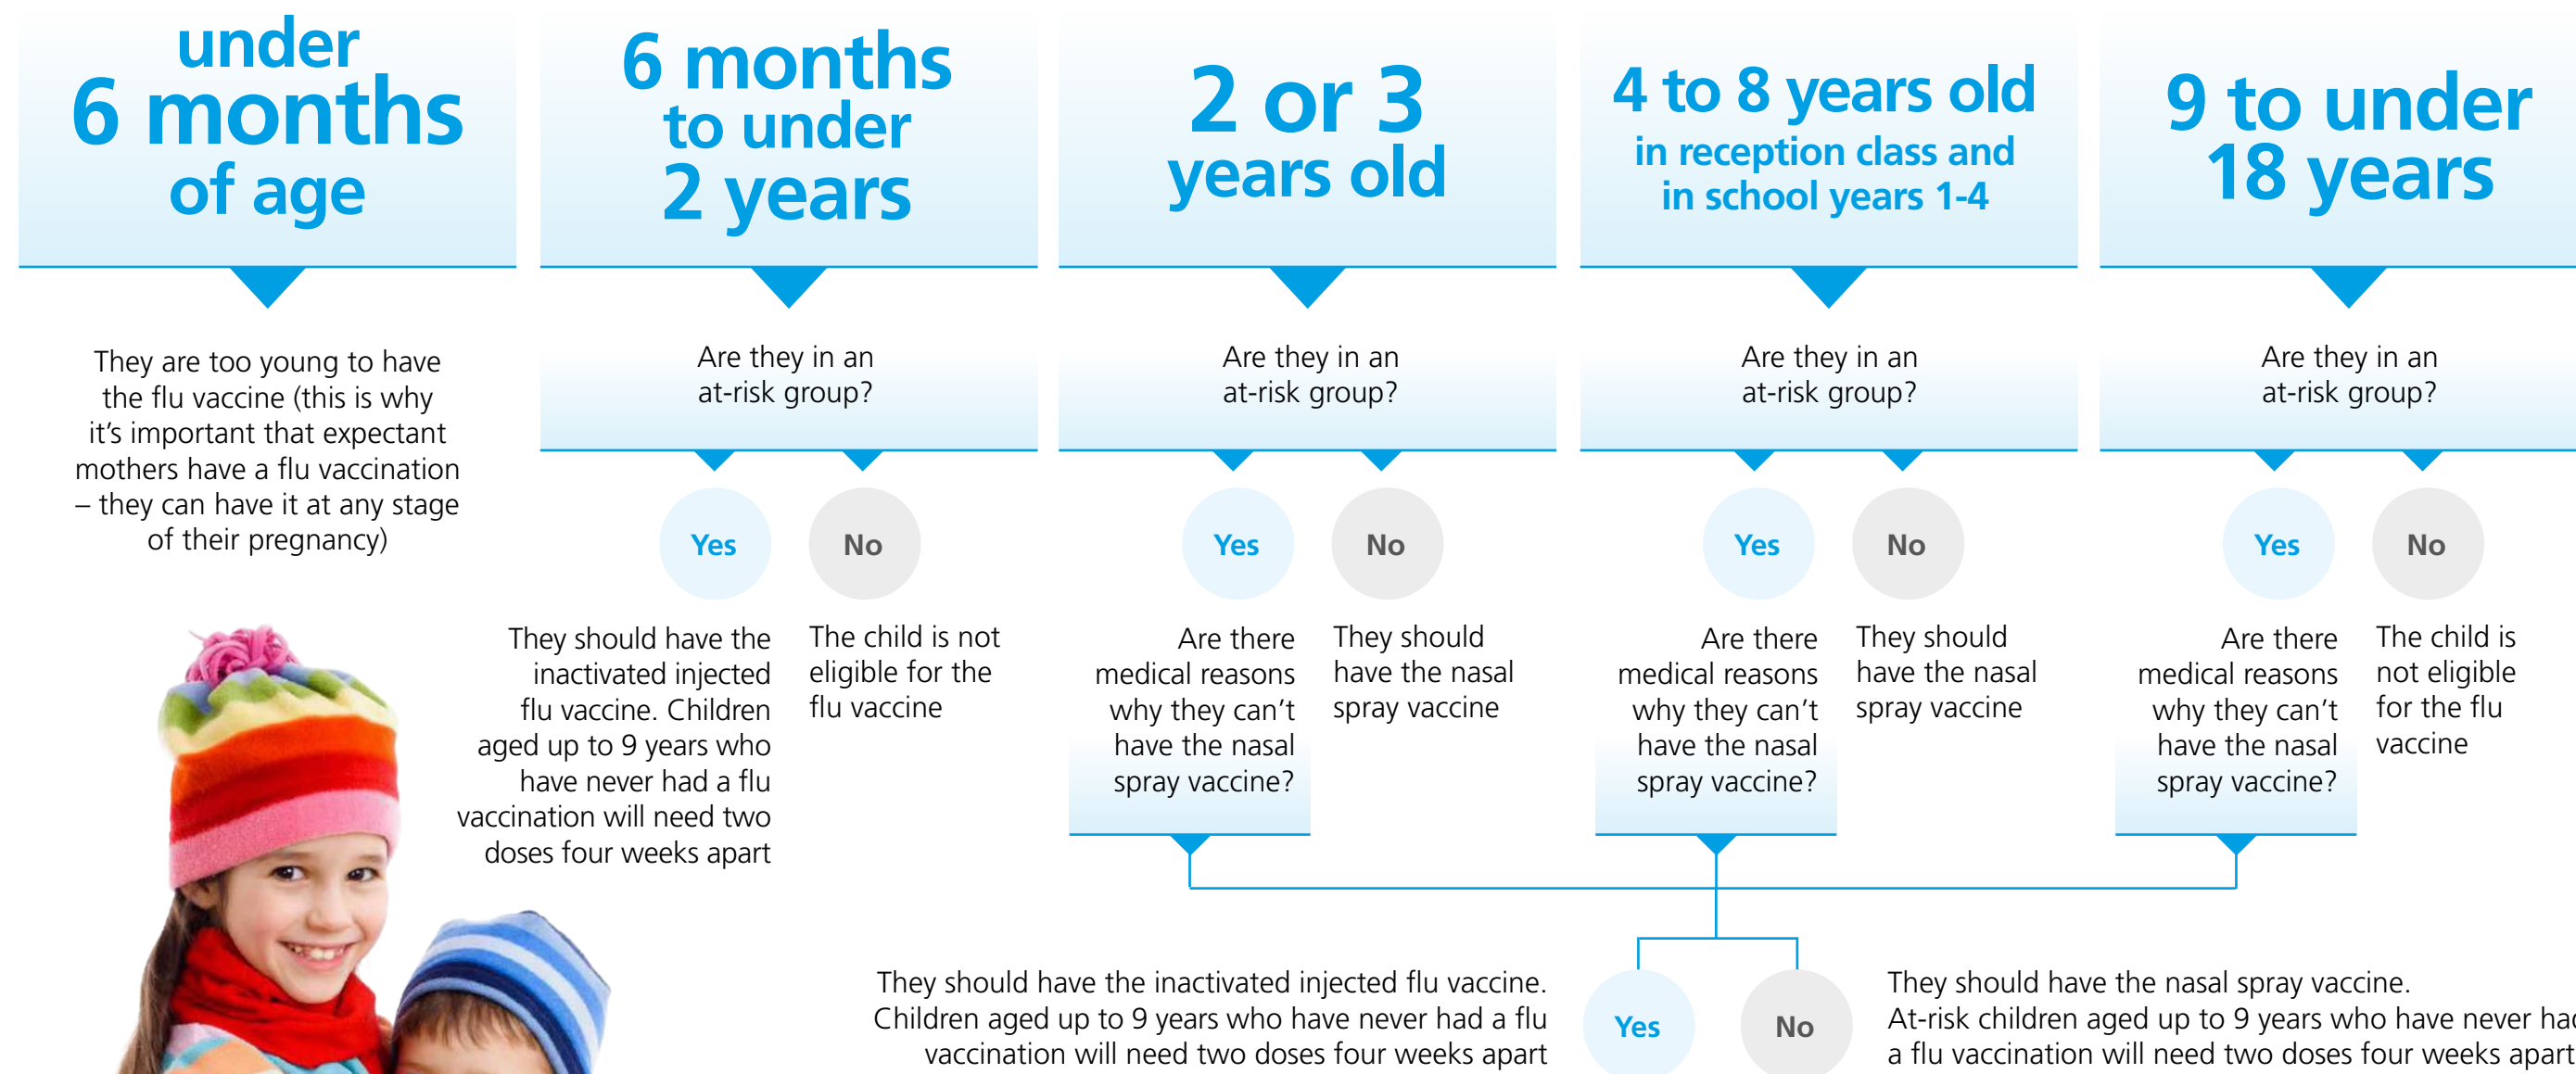 under
6 months
of age
They are too young to have
the flu vaccine (this is why
it's important that expectant
mothers have a flu vaccination
– they can have it at any stage
of their pregnancy)
6 months
to under
2 years
Are they in an
at-risk group?
Yes
They should have the
inactivated injected
flu vaccine. Children
aged up to 9 years who
have never had a flu
vaccination will need two
doses four weeks apart
No
The child is not
eligible for the
flu vaccine
2 or 3
years old
Are they in an
at-risk group?
Yes
Are there
medical reasons
why they can't
have the nasal
spray vaccine?
No
They should
have the nasal
spray vaccine
4 to 8 years old
in reception class and
in school years 1-4
Are they in an
at-risk group?
Yes
Are there
medical reasons
why they can't
have the nasal
spray vaccine?
No
They should
have the nasal
spray vaccine
9 to under
18 years
Are they in an
at-risk group?
Yes
Are there
medical reasons
why they can't
have the nasal
spray vaccine?
No
The child is
not eligible
for the flu
vaccine
Yes
They should have the inactivated injected flu vaccine.
Children aged up to 9 years who have never had a flu
vaccination will need two doses four weeks apart
No
They should have the nasal spray vaccine.
At-risk children aged up to 9 years who have never had
a flu vaccination will need two doses four weeks apart